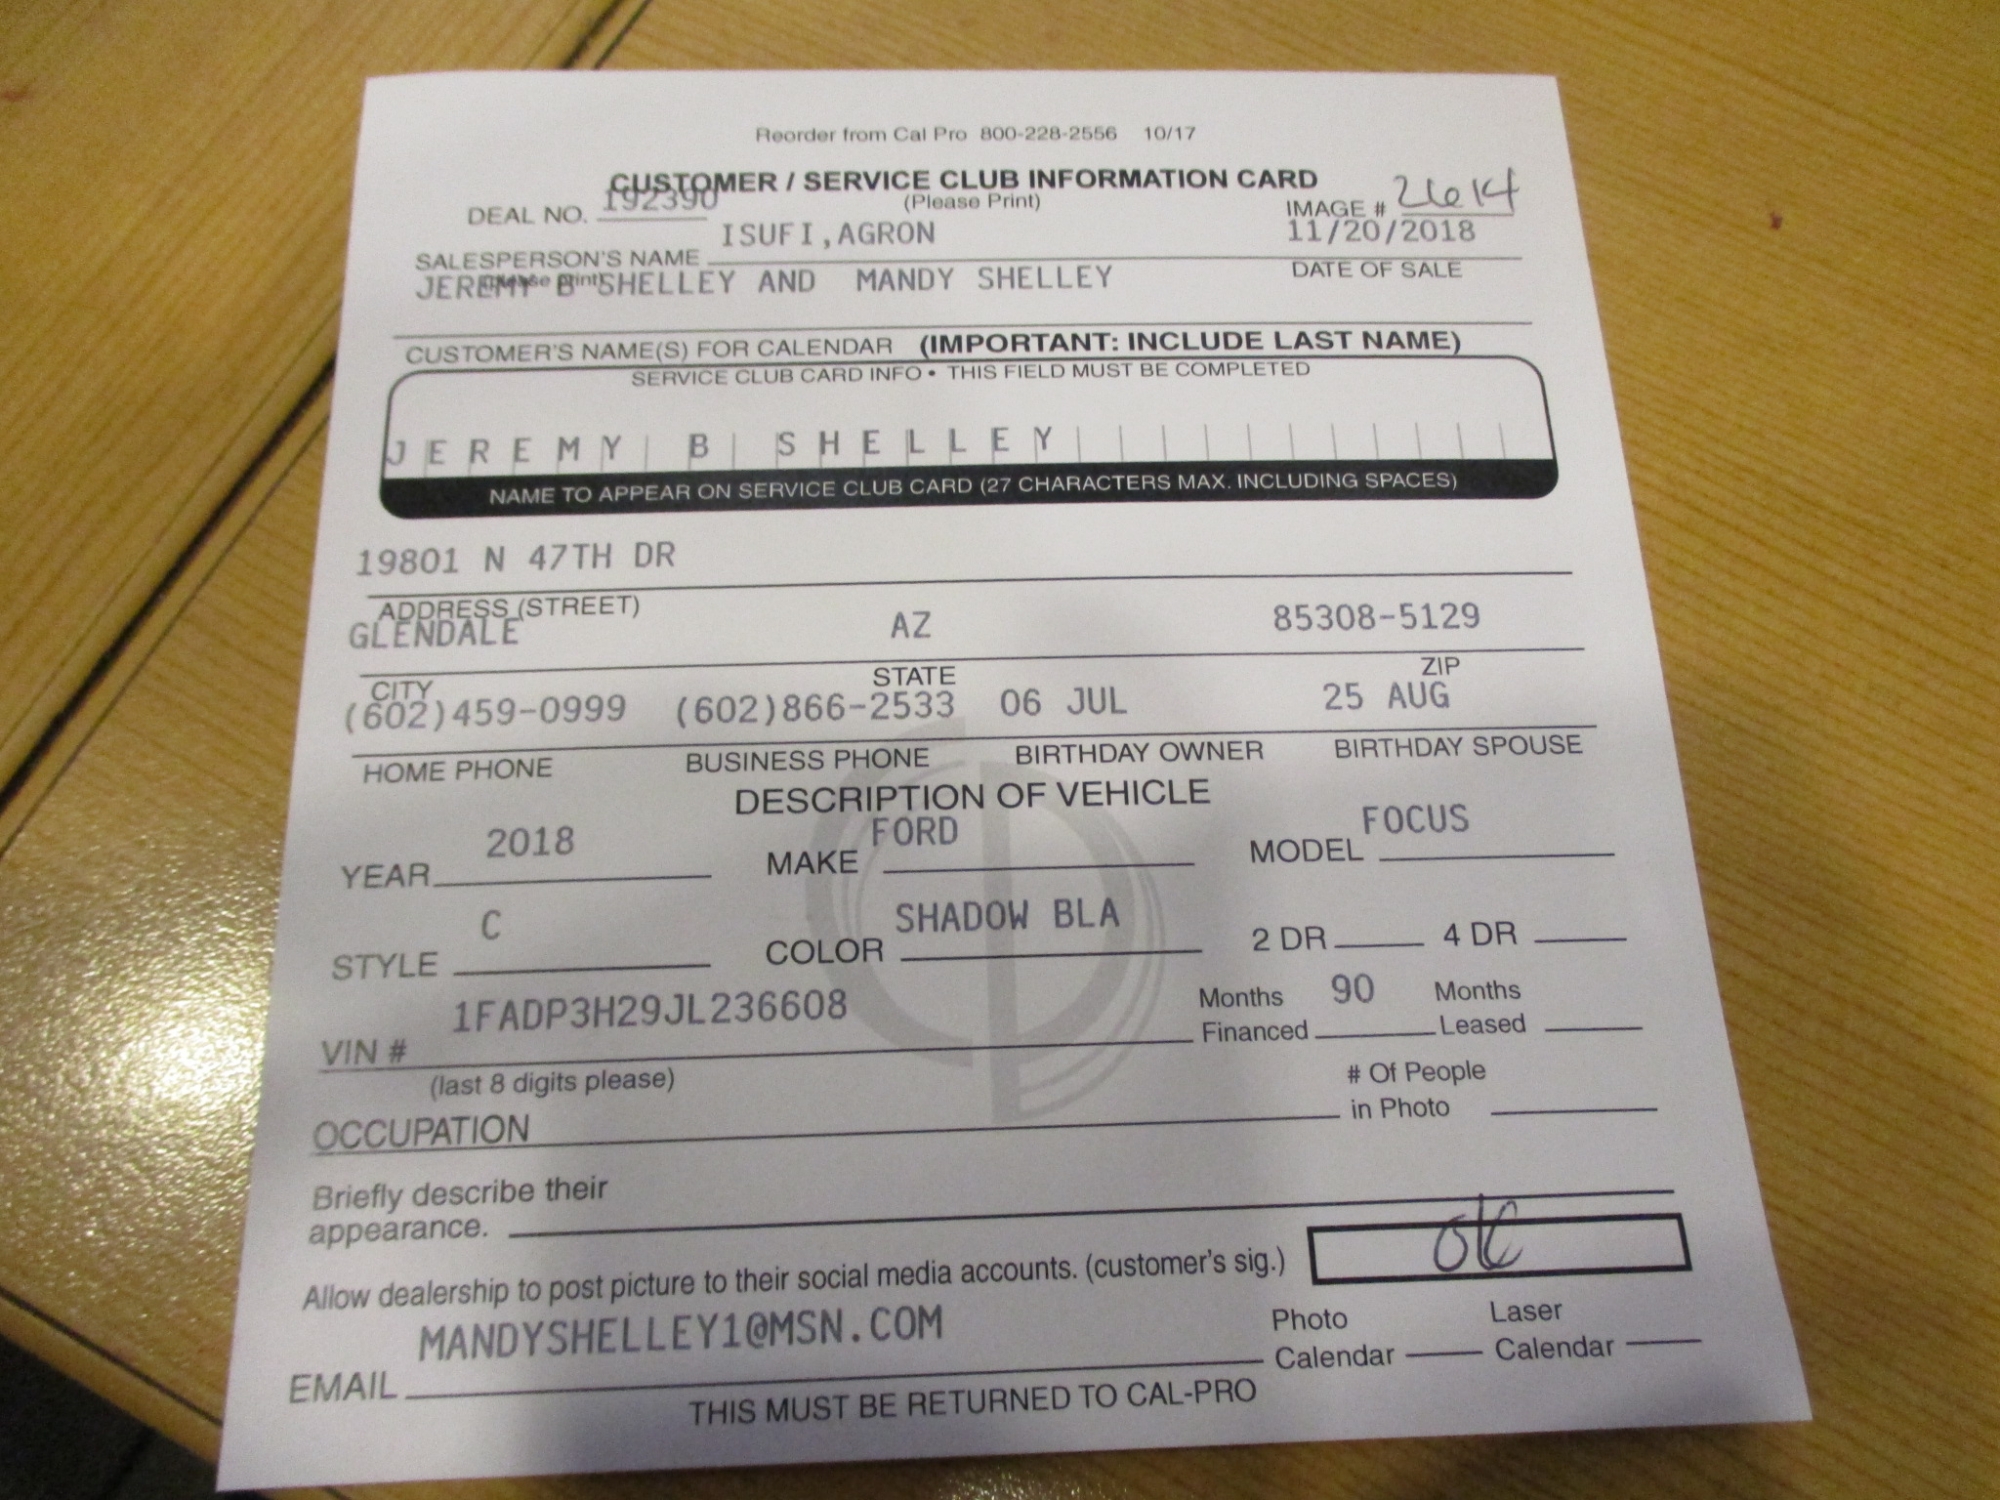 Reorder from Cal Pro 800-228-2556 10/17
CUSTOMER / SERVICE CLUB INFORMATION CARD
(Please Print)
DEAL NO. 192390
IMAGE # 2614
ISUFI,AGRON 11/20/2018
SALESPERSON'S NAME DATE OF SALE
(please print)
JEREMY B SHELLEY AND MANDY SHELLEY
CUSTOMER'S NAME(S) FOR CALENDAR (IMPORTANT: INCLUDE LAST NAME)
SERVICE CLUB CARD INFO • THIS FIELD MUST BE COMPLETED
JEREMY B SHELLEY
NAME TO APPEAR ON SERVICE CLUB CARD (27 CHARACTERS MAX. INCLUDING SPACES)
19801 N 47TH DR
ADDRESS (STREET)
GLENDALE AZ 85308-5129
CITY STATE ZIP
(602)459-0999 (602)866-2533 06 JUL 25 AUG
HOME PHONE BUSINESS PHONE BIRTHDAY OWNER BIRTHDAY SPOUSE
DESCRIPTION OF VEHICLE
YEAR 2018 MAKE FORD MODEL FOCUS
STYLE C COLOR SHADOW BLA 2 DR 4 DR
VIN # 1FADP3H29JL236608 Months Financed 90 Months Leased
(last 8 digits please)
OCCUPATION # Of People in Photo
Briefly describe their
appearance.
Allow dealership to post picture to their social media accounts. (customer's sig.) ok
EMAIL MANDYSHELLEY1@MSN.COM Photo Calendar Laser Calendar
THIS MUST BE RETURNED TO CAL-PRO